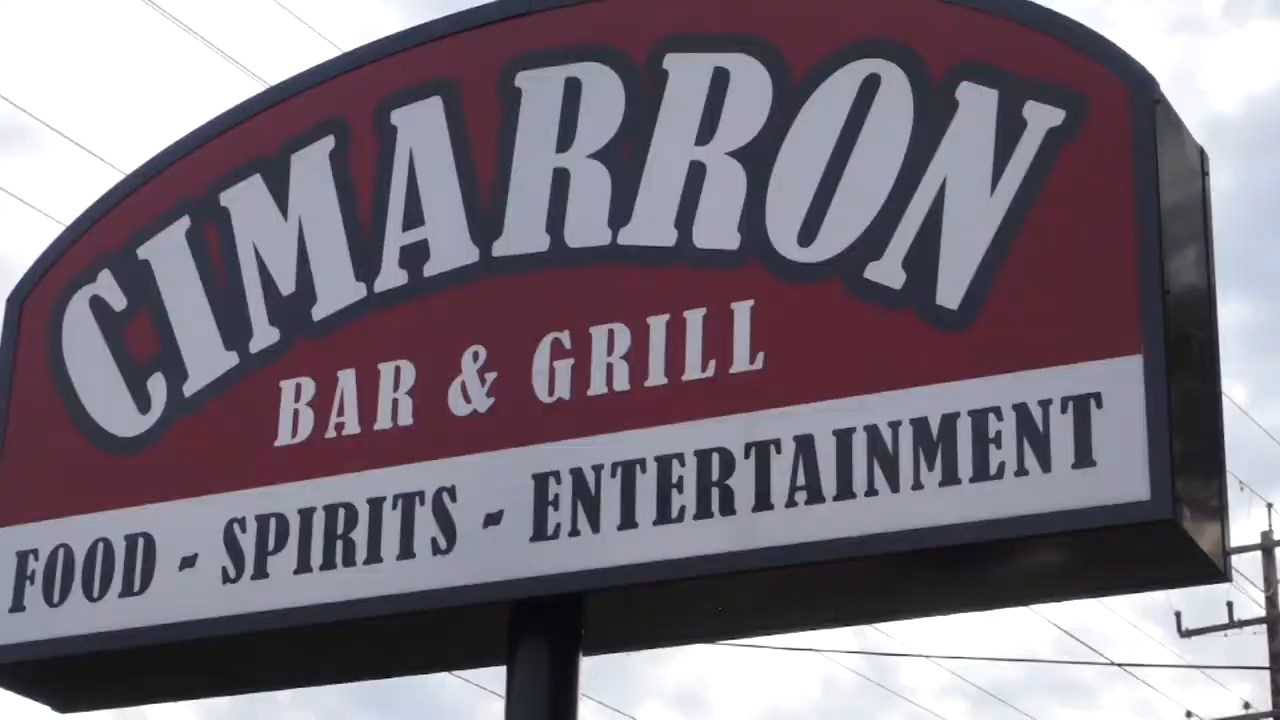 CIMARRON
BAR & GRILL
FOOD - SPIRITS - ENTERTAINMENT